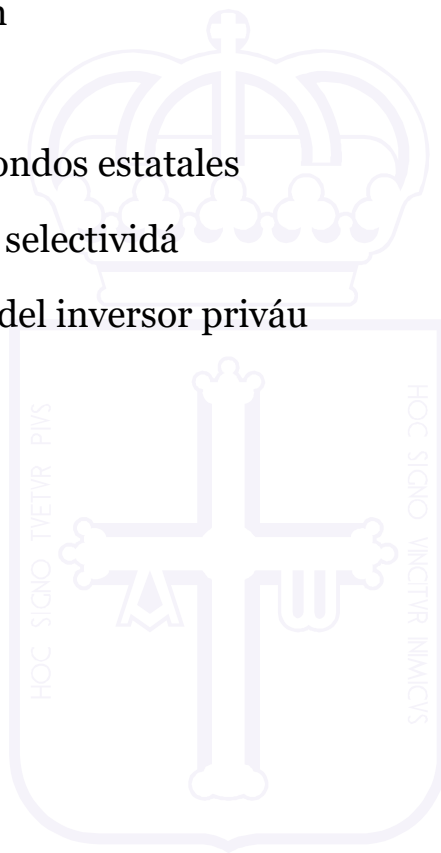 ondos estatales
selectividá
del inversor priváu
HOC SIGNO TVETVR PIVS
HOC SIGNO VINCITVR INIMICVS